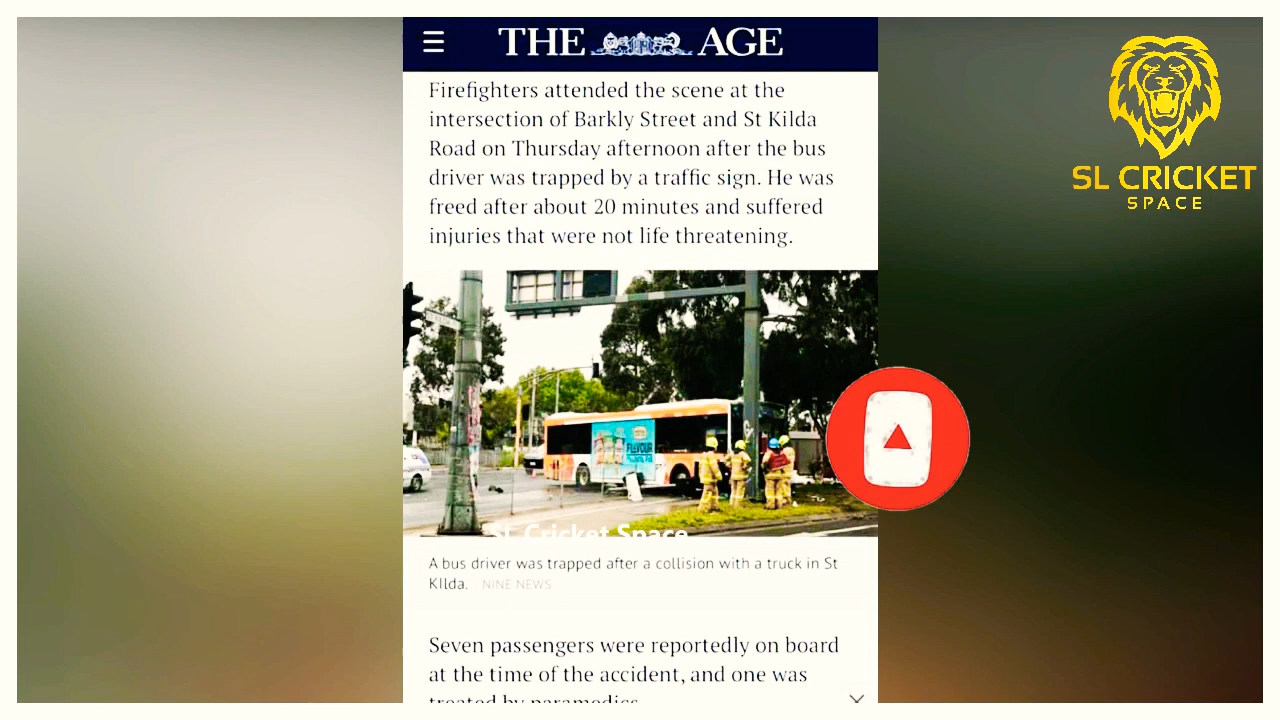 THE AGE
SL CRICKET
SPACE
Firefighters attended the scene at the
intersection of Barkly Street and St Kilda
Road on Thursday afternoon after the bus
driver was trapped by a traffic sign. He was
freed after about 20 minutes and suffered
injuries that were not life threatening.
FLAVOUR
SL Cricket Space
A bus driver was trapped after a collision with a truck in St
KIlda. NINE NEWS
Seven passengers were reportedly on board
at the time of the accident, and one was
treated by paramedics.